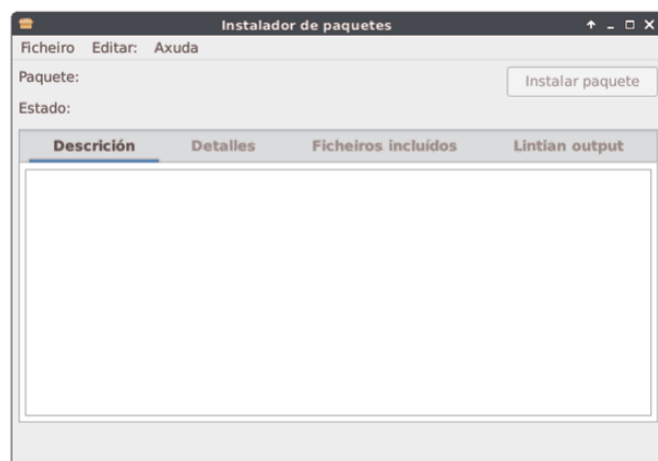 Instalador de paquetes
Ficheiro Editar: Axuda
Paquete:
Instalar paquete
Estado:
Descrición Detalles Ficheiros incluídos Lintian output